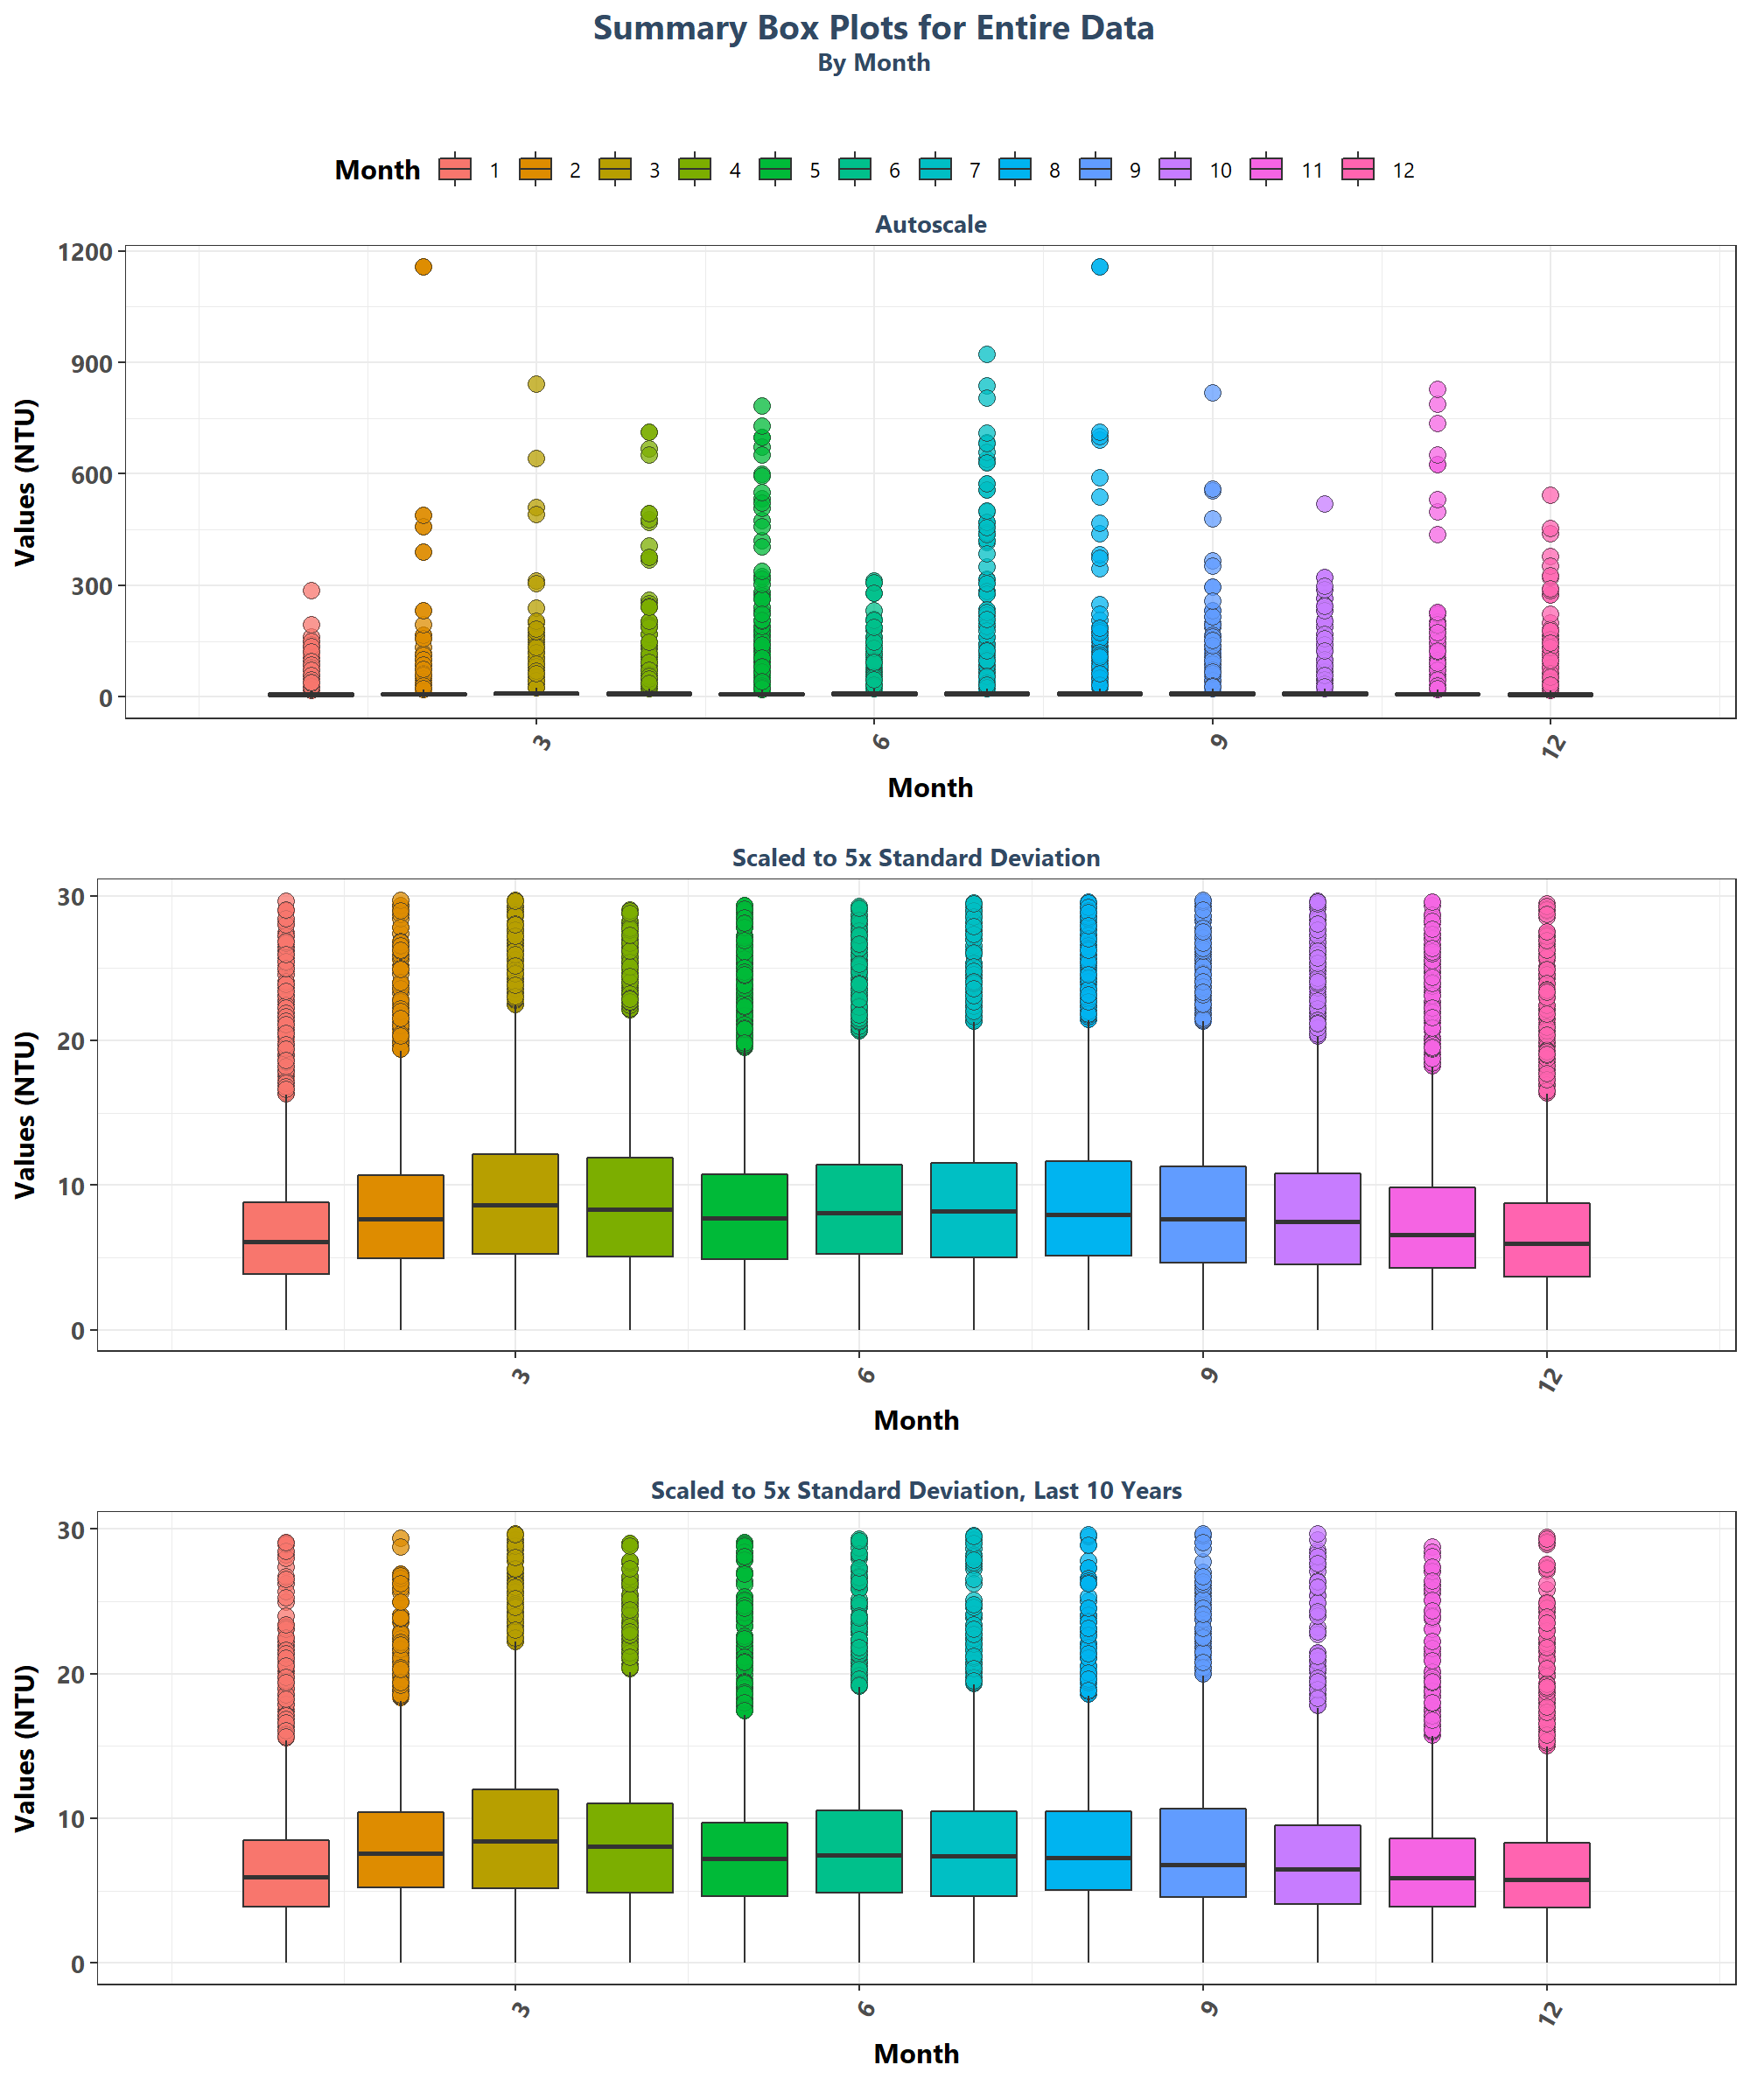 Summary Box Plots for Entire Data
By Month
Month 1 2 3 4 5 6 7 8 9 10 11 12
Autoscale
Values (NTU)
1200
900
600
300
0
3 6 9 12
Month
Scaled to 5x Standard Deviation
Values (NTU)
30
20
10
0
3 6 9 12
Month
Scaled to 5x Standard Deviation, Last 10 Years
Values (NTU)
30
20
10
0
3 6 9 12
Month